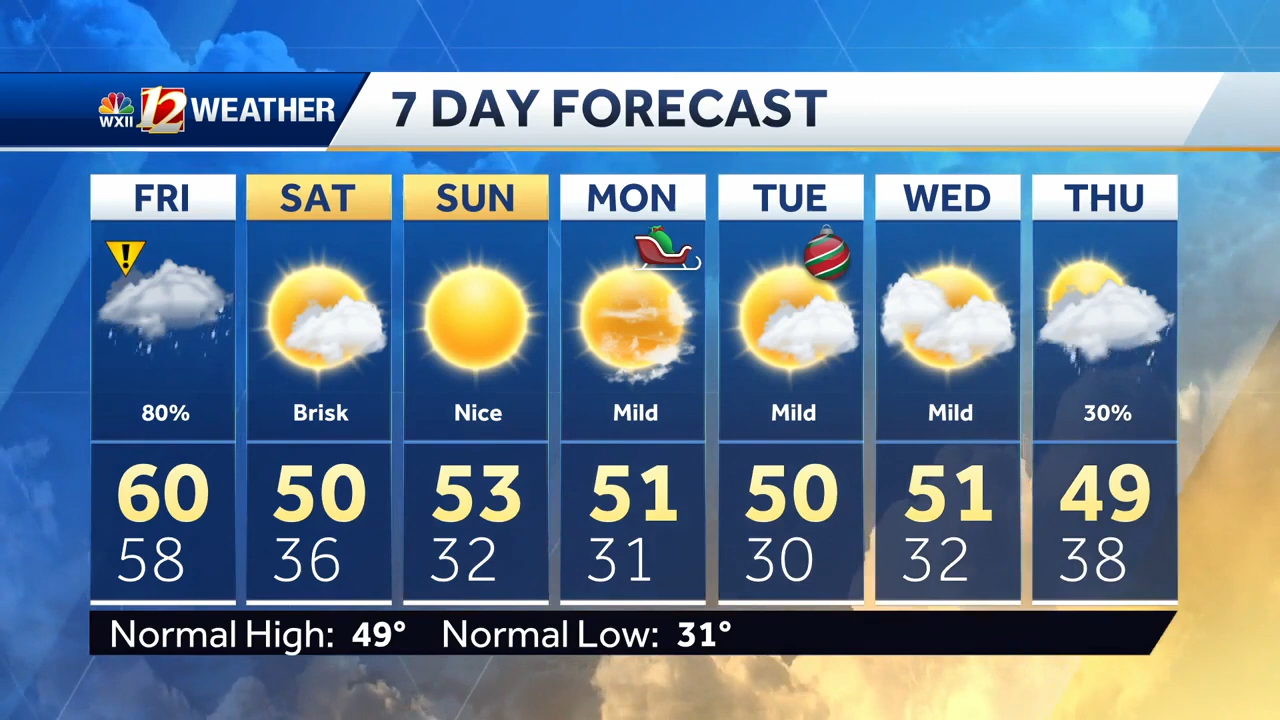 WXII 12 WEATHER
7 DAY FORECAST
FRI SAT SUN MON TUE WED THU
!
80% Brisk Nice Mild Mild Mild 30%
60 50 53 51 50 51 49
58 36 32 31 30 32 38
Normal High: 49° Normal Low: 31°